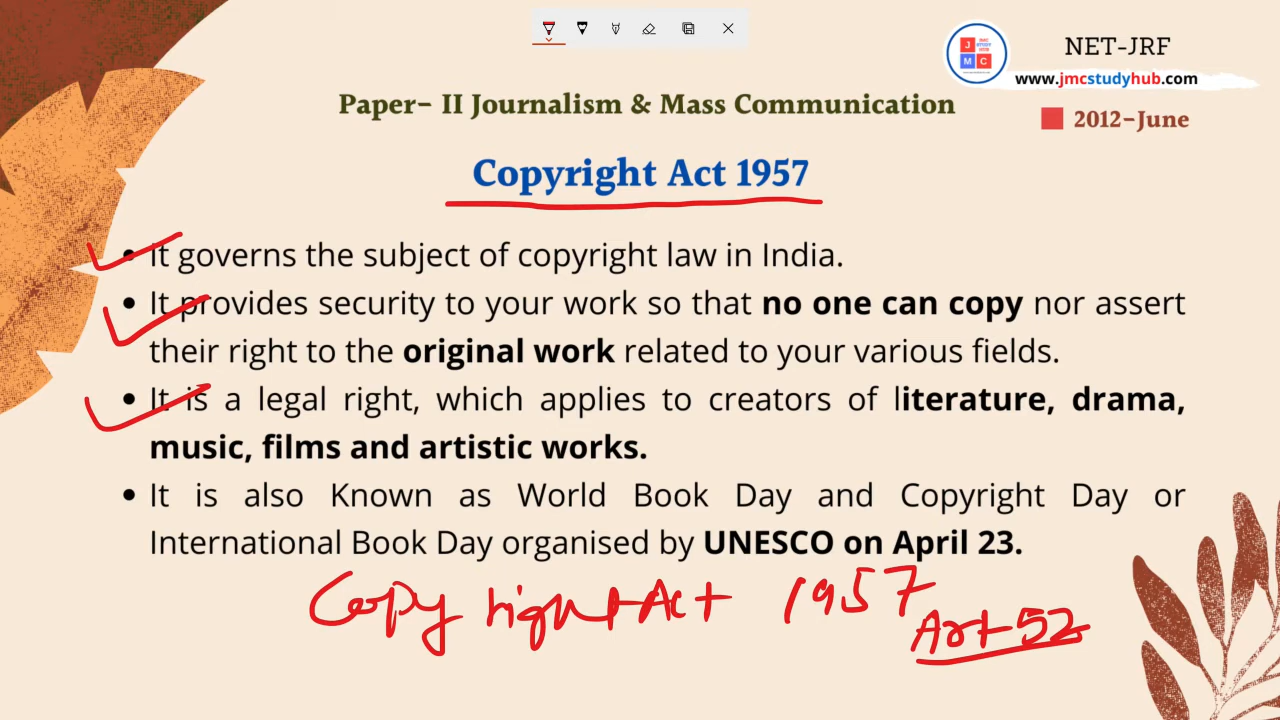 NET-JRF
JMC
www.jmcstudyhub.com
Paper– II Journalism & Mass Communication
2012–June
Copyright Act 1957
• It governs the subject of copyright law in India.
• It provides security to your work so that no one can copy nor assert
their right to the original work related to your various fields.
• It is a legal right, which applies to creators of literature, drama,
music, films and artistic works.
• It is also Known as World Book Day and Copyright Day or
International Book Day organised by UNESCO on April 23.
Copy right Act 1957
Art 52